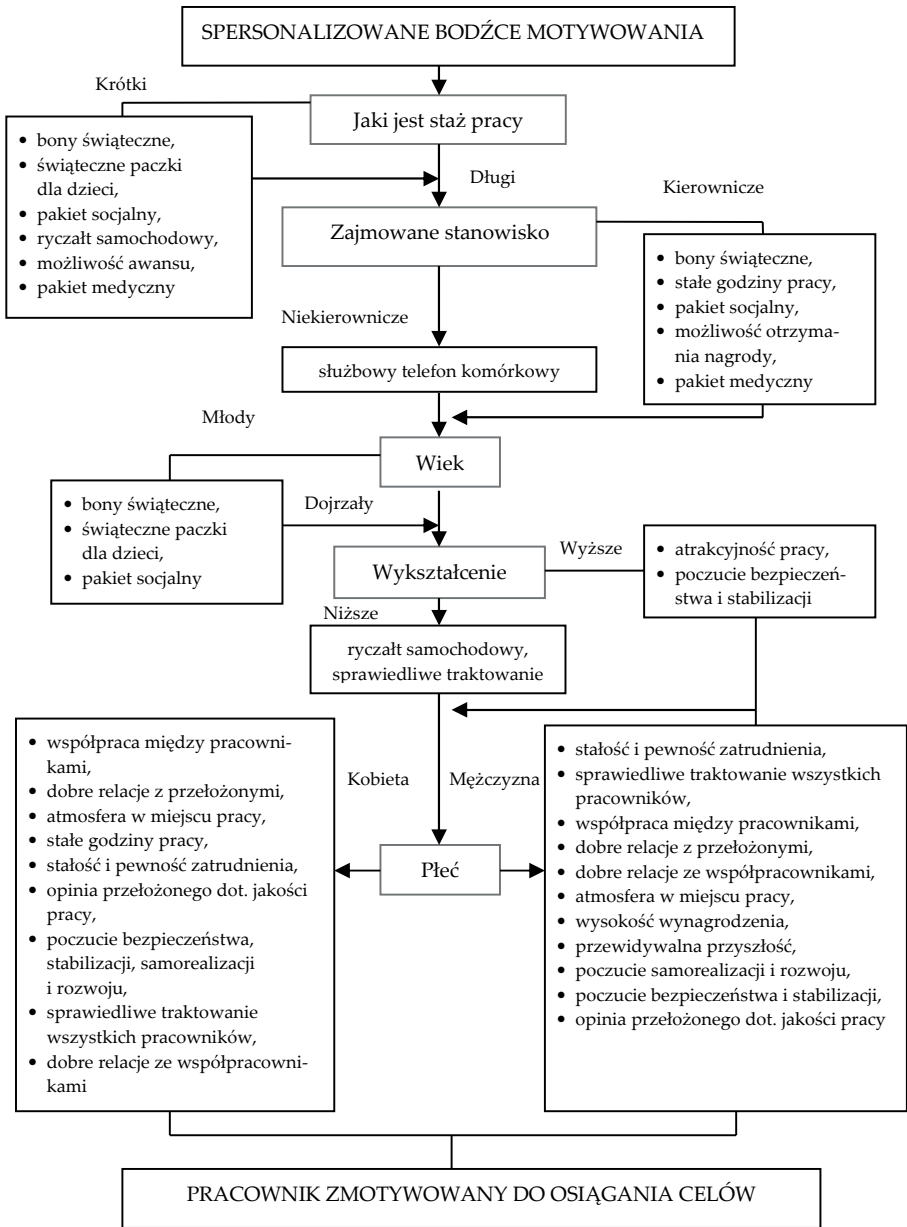 SPERSONALIZOWANE BODŹCE MOTYWOWANIA
Krótki
Jaki jest staż pracy
• bony świąteczne,
• świąteczne paczki
dla dzieci,
• pakiet socjalny,
• ryczałt samochodowy,
• możliwość awansu,
• pakiet medyczny
Długi
Kierownicze
Zajmowane stanowisko
• bony świąteczne,
• stałe godziny pracy,
• pakiet socjalny,
• możliwość otrzyma-
nia nagrody,
• pakiet medyczny
Niekierownicze
służbowy telefon komórkowy
Młody
Wiek
• bony świąteczne,
• świąteczne paczki
dla dzieci,
• pakiet socjalny
Dojrzały
Wykształcenie
Wyższe
• atrakcyjność pracy,
• poczucie bezpieczeń-
stwa i stabilizacji
Niższe
ryczałt samochodowy,
sprawiedliwe traktowanie
• współpraca między pracowni-
kami,
• dobre relacje z przełożonymi,
• atmosfera w miejscu pracy,
• stałe godziny pracy,
• stałość i pewność zatrudnienia,
• opinia przełożonego dot. jakości
pracy,
• poczucie bezpieczeństwa,
stabilizacji, samorealizacji
i rozwoju,
• sprawiedliwe traktowanie
wszystkich pracowników,
• dobre relacje ze współpracowni-
kami
Kobieta
Mężczyzna
Płeć
• stałość i pewność zatrudnienia,
• sprawiedliwe traktowanie wszystkich
pracowników,
• współpraca między pracownikami,
• dobre relacje z przełożonymi,
• dobre relacje ze współpracownikami,
• atmosfera w miejscu pracy,
• wysokość wynagrodzenia,
• przewidywalna przyszłość,
• poczucie samorealizacji i rozwoju,
• poczucie bezpieczeństwa i stabilizacji,
• opinia przełożonego dot. jakości pracy
PRACOWNIK ZMOTYWOWANY DO OSIĄGANIA CELÓW